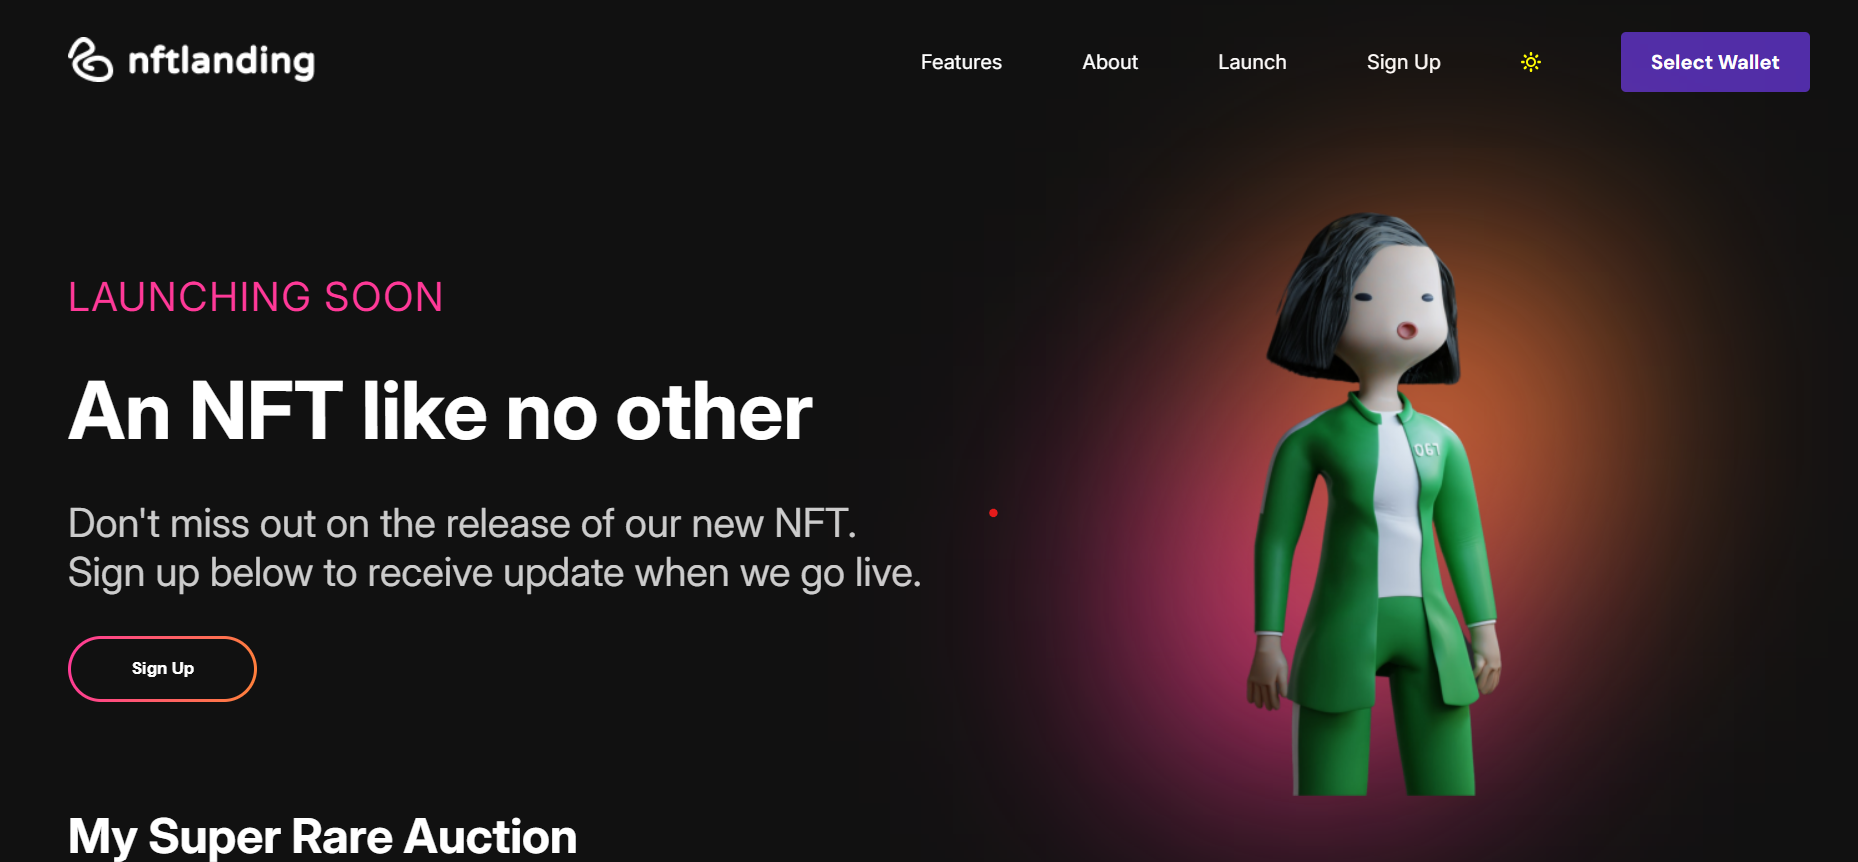 nftlanding
Features About Launch Sign Up Select Wallet
LAUNCHING SOON
An NFT like no other
067
Don't miss out on the release of our new NFT.
Sign up below to receive update when we go live.
Sign Up
My Super Rare Auction